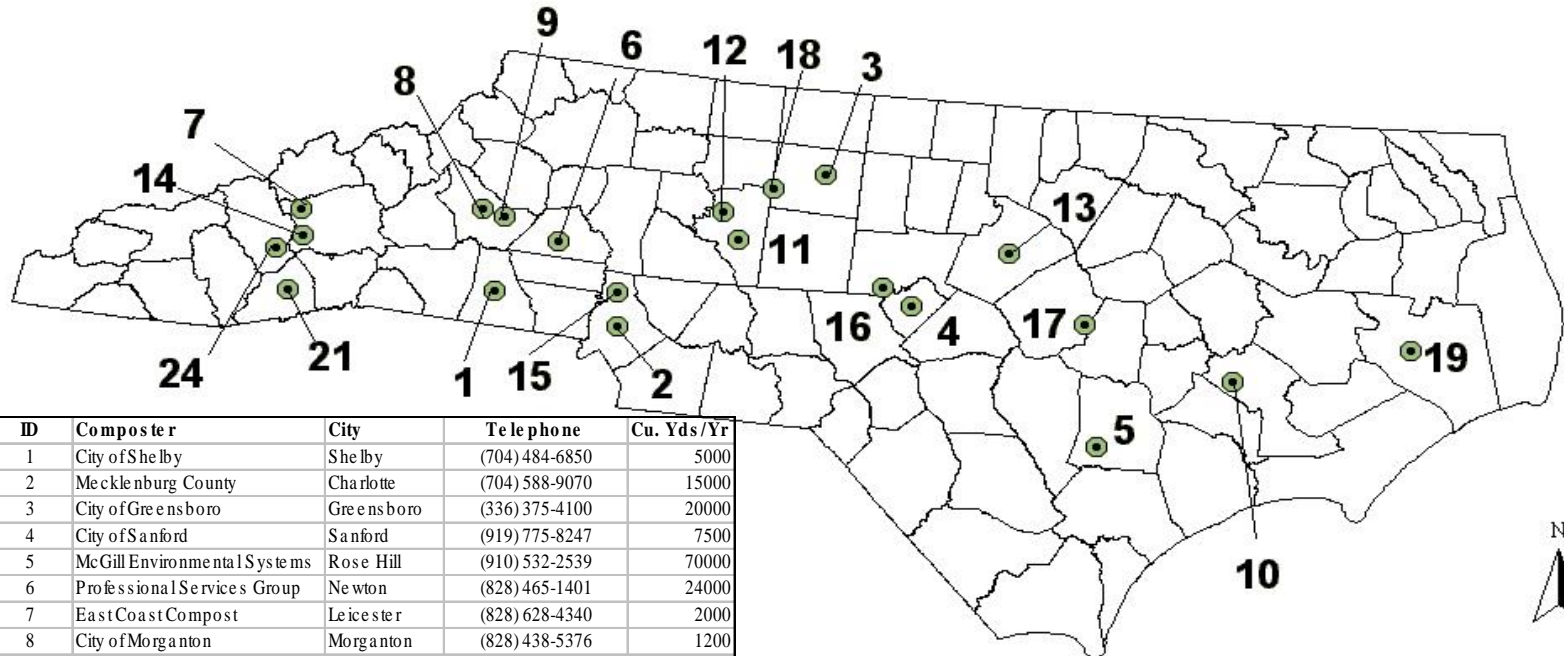 9
6
12
18
3
8
7
14
13
11
16
4
17
19
24
21
1
15
2
5
10
N
ID Composter City Telephone Cu. Yds/Yr
1 City of Shelby Shelby (704) 484-6850 5000
2 Mecklenburg County Charlotte (704) 588-9070 15000
3 City of Greensboro Greensboro (336) 375-4100 20000
4 City of Sanford Sanford (919) 775-8247 7500
5 McGill Environmental Systems Rose Hill (910) 532-2539 70000
6 Professional Services Group Newton (828) 465-1401 24000
7 East Coast Compost Leicester (828) 628-4340 2000
8 City of Morganton Morganton (828) 438-5376 1200